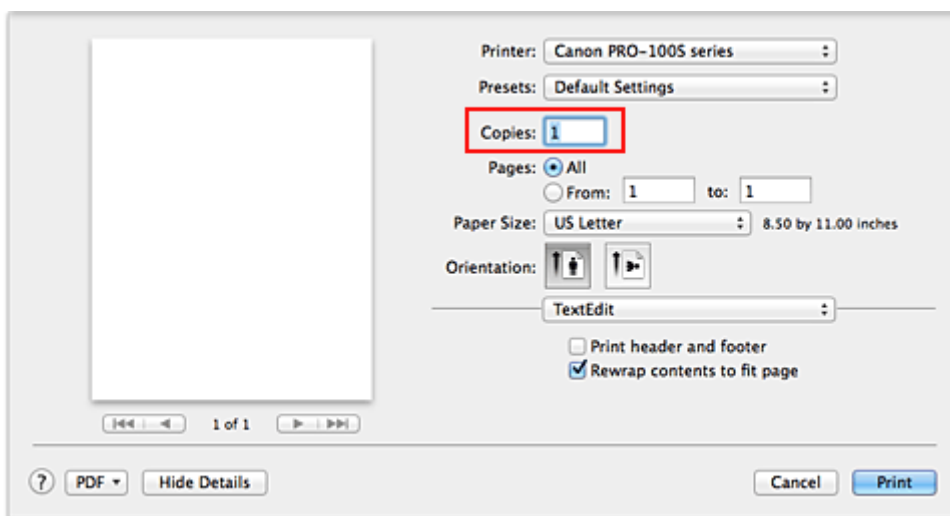 Printer: Canon PRO-100S series
Presets: Default Settings
Copies: 1
Pages: All
From: 1 to: 1
Paper Size: US Letter 8.50 by 11.00 inches
Orientation:
TextEdit
Print header and footer
Rewrap contents to fit page
1 of 1
? PDF Hide Details Cancel Print